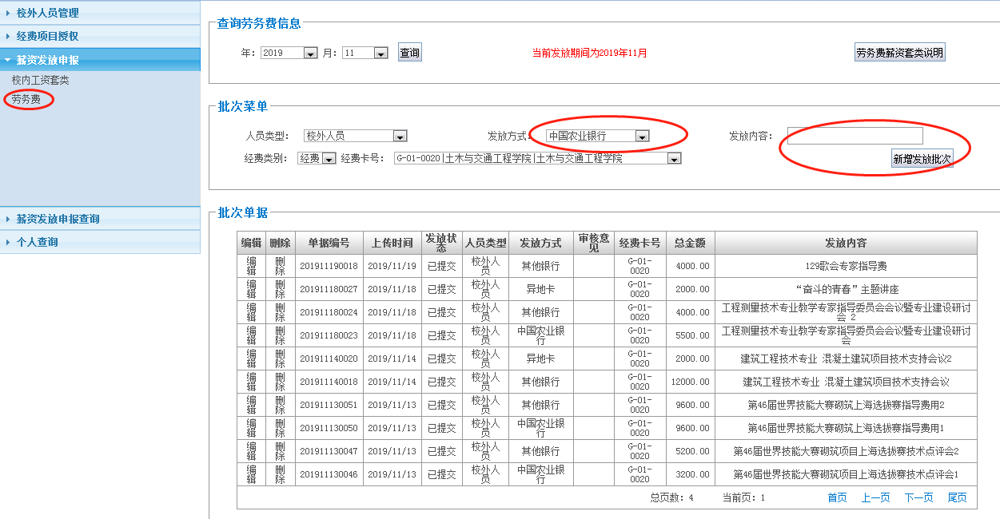 校外人员管理
经费项目授权
薪资发放申报
校内工资套类
劳务费
薪资发放申报查询
个人查询
查询劳务费信息
年: 2019 月: 11 查询 当前发放期间为2019年11月 劳务费薪资套类说明
批次菜单
人员类型: 校外人员 发放方式: 中国农业银行 发放内容:
经费类别: 经费 经费卡号: G-01-0020|土木与交通工程学院|土木与交通工程学院 新增发放批次
批次单据
编辑 删除 单据编号 上传时间 发放状态 人员类型 发放方式 审核意见 经费卡号 总金额 发放内容
编辑 删除 201911190018 2019/11/19 已提交 校外人员 其他银行 G-01-0020 4000.00 129歌会专家指导费
编辑 删除 201911180027 2019/11/18 已提交 校外人员 异地卡 G-01-0020 2000.00 “奋斗的青春”主题讲座
编辑 删除 201911180024 2019/11/18 已提交 校外人员 其他银行 G-01-0020 4000.00 工程测量技术专业教学专家指导委员会会议暨专业建设研讨会 2
编辑 删除 201911180023 2019/11/18 已提交 校外人员 中国农业银行 G-01-0020 5500.00 工程测量技术专业教学专家指导委员会会议暨专业建设研讨会
编辑 删除 201911140020 2019/11/14 已提交 校外人员 异地卡 G-01-0020 2000.00 建筑工程技术专业 混凝土建筑项目技术支持会议2
编辑 删除 201911140018 2019/11/14 已提交 校外人员 其他银行 G-01-0020 12000.00 建筑工程技术专业 混凝土建筑项目技术支持会议
编辑 删除 201911130051 2019/11/13 已提交 校外人员 其他银行 G-01-0020 9600.00 第46届世界技能大赛砌筑上海选拔赛指导费用2
编辑 删除 201911130050 2019/11/13 已提交 校外人员 中国农业银行 G-01-0020 9600.00 第46届世界技能大赛砌筑上海选拔赛指导费用1
编辑 删除 201911130047 2019/11/13 已提交 校外人员 其他银行 G-01-0020 5200.00 第46届世界技能大赛砌筑项目上海选拔赛技术点评会2
编辑 删除 201911130046 2019/11/13 已提交 校外人员 中国农业银行 G-01-0020 3200.00 第46届世界技能大赛砌筑项目上海选拔赛技术点评会1
总页数: 4 当前页: 1 首页 上一页 下一页 尾页